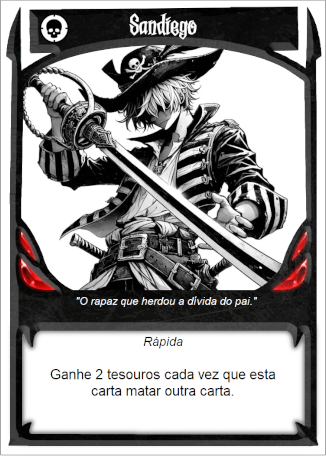 Sandiego
"O rapaz que herdou a dívida do pai."
Rápida
Ganhe 2 tesouros cada vez que esta
carta matar outra carta.